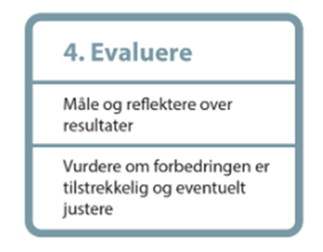 4. Evaluere
Måle og reflektere over
resultater
Vurdere om forbedringen er
tilstrekkelig og eventuelt
justere